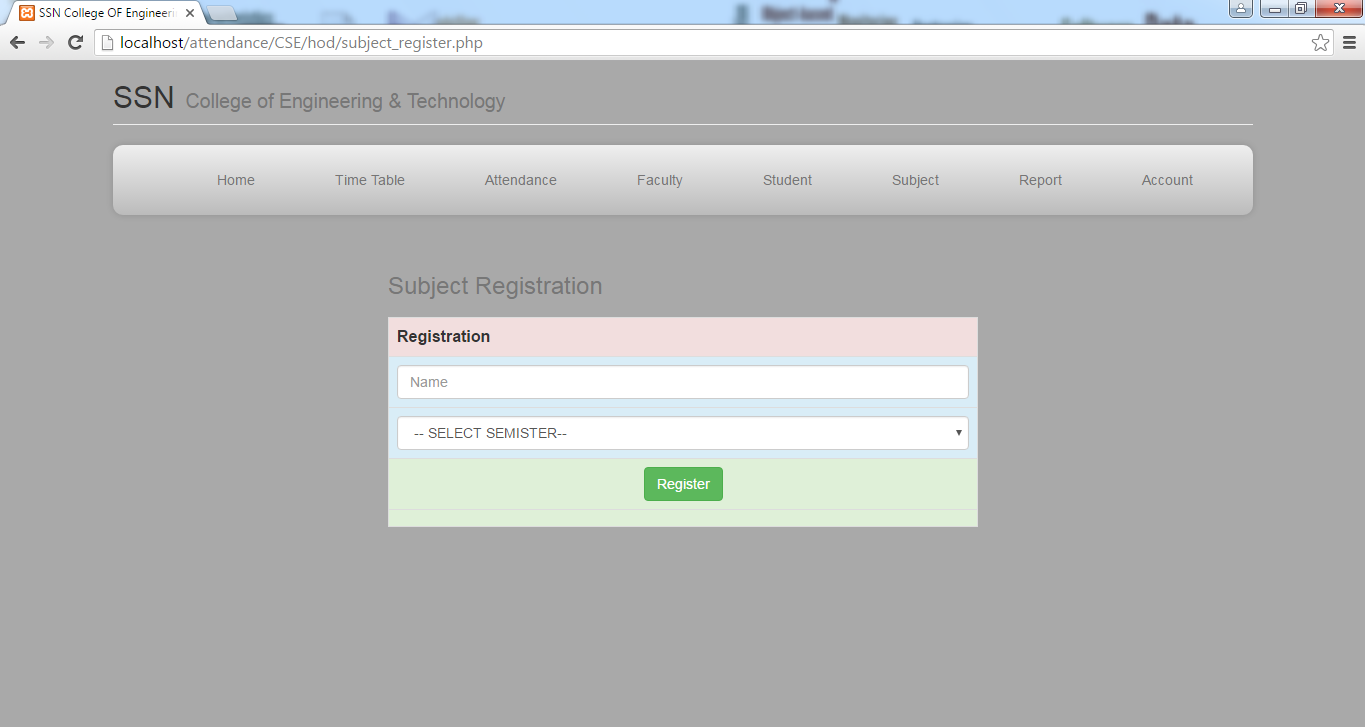 SSN College OF Engineeri
localhost/attendance/CSE/hod/subject_register.php
SSN College of Engineering & Technology
Home Time Table Attendance Faculty Student Subject Report Account
Subject Registration
Registration
Name
-- SELECT SEMISTER--
Register